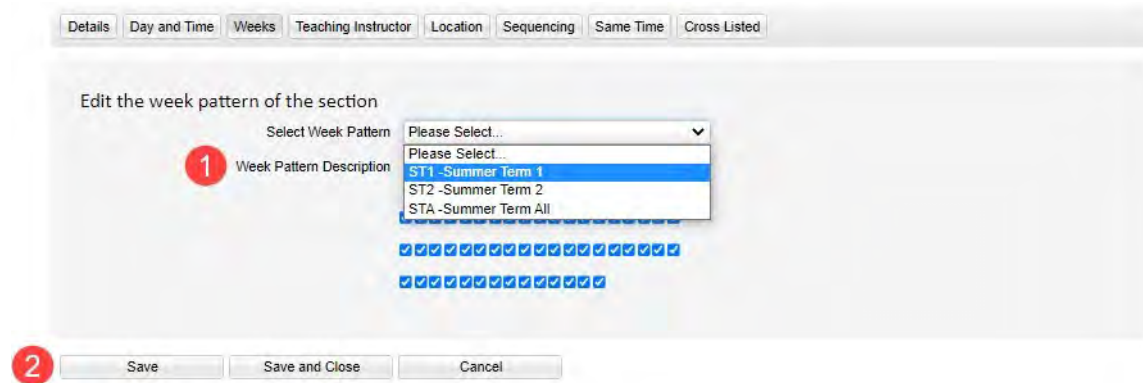 Details Day and Time Weeks Teaching Instructor Location Sequencing Same Time Cross Listed
Edit the week pattern of the section
Select Week Pattern Please Select...
Please Select...
1 Week Pattern Description ST1 -Summer Term 1
ST2 -Summer Term 2
STA -Summer Term All
2 Save Save and Close Cancel